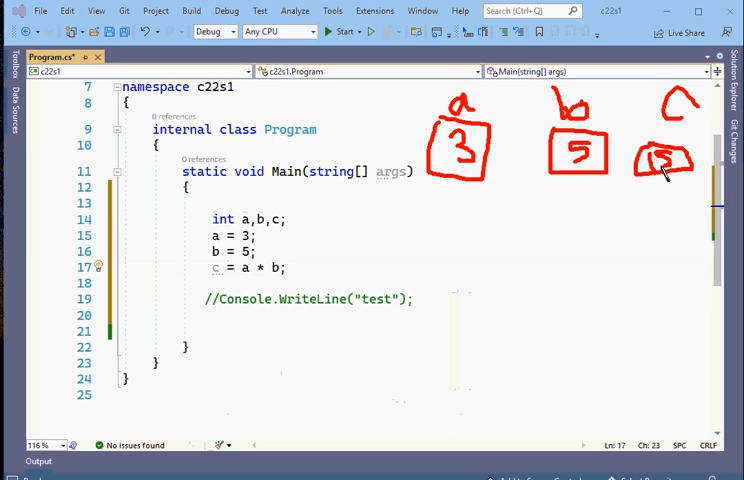 File Edit View Git Project Build Debug Test Analyze Tools Extensions Window Help Search (Ctrl+Q) c22s1
Debug Any CPU Start Live Share
Program.cs*
c22s1 c22s1.Program Main(string[] args)
Toolbox
Data Sources
Solution Explorer
Git Changes
7 namespace c22s1
8 {
0 references
9 internal class Program
10 {
0 references
11 static void Main(string[] args)
12 {
13
14 int a,b,c;
15 a = 3;
16 b = 5;
17 c = a * b;
18
19 //Console.WriteLine("test");
20
21
22 }
23 }
24 }
25
a b c
3 5
116 % No issues found Ln: 17 Ch: 23 SPC CRLF
Output